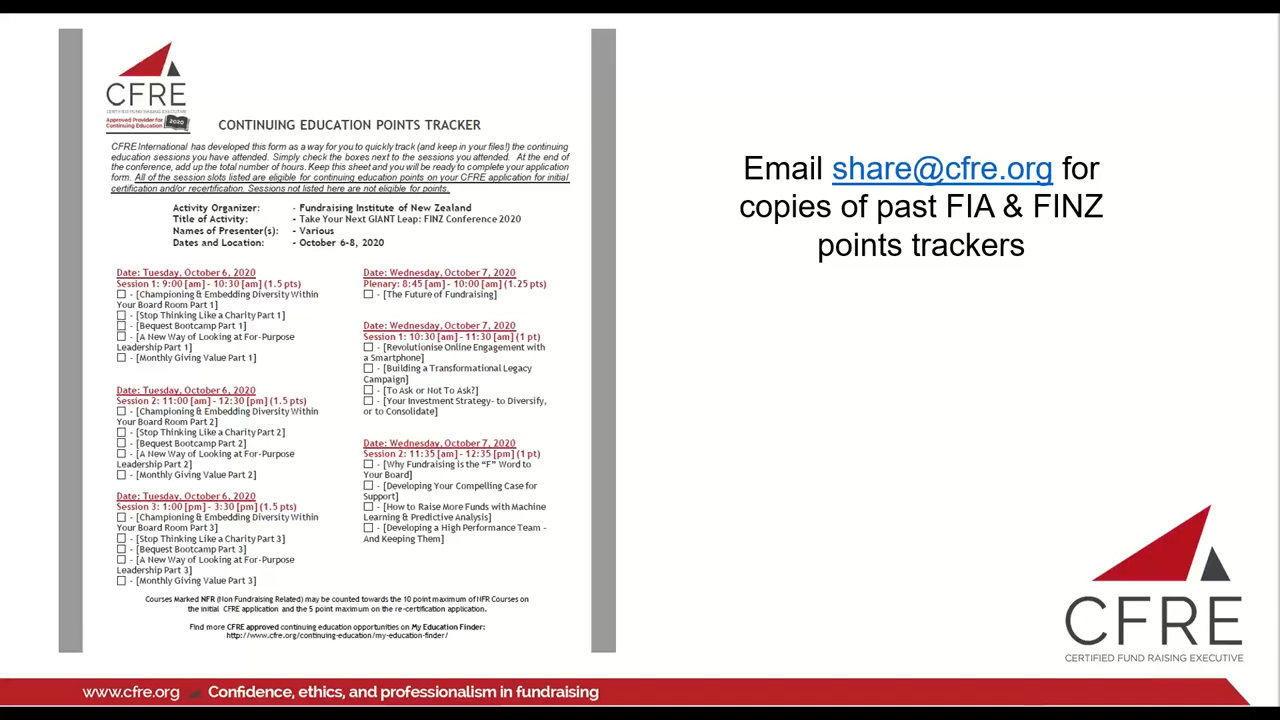 CFRE
CERTIFIED FUND RAISING EXECUTIVE
Approved Provider for
Continuing Education
2020
CONTINUING EDUCATION POINTS TRACKER
CFRE International has developed this form as a way for you to quickly track (and keep in your files!) the continuing
education sessions you have attended. Simply check the boxes next to the sessions you attended. At the end of
the conference, add up the total number of hours. Keep this sheet and you will be ready to complete your application
form. All of the session slots listed are eligible for continuing education points on your CFRE application for initial
certification and/or recertification. Sessions not listed here are not eligible for points.
Activity Organizer: - Fundraising Institute of New Zealand
Title of Activity: - Take Your Next GIANT Leap: FINZ Conference 2020
Names of Presenter(s): - Various
Dates and Location: - October 6-8, 2020
Date: Tuesday, October 6, 2020
Session 1: 9:00 [am] - 10:30 [am] (1.5 pts)
☐ - [Championing & Embedding Diversity Within
Your Board Room Part 1]
☐ - [Stop Thinking Like a Charity Part 1]
☐ - [Bequest Bootcamp Part 1]
☐ - [A New Way of Looking at For-Purpose
Leadership Part 1]
☐ - [Monthly Giving Value Part 1]
Date: Tuesday, October 6, 2020
Session 2: 11:00 [am] - 12:30 [pm] (1.5 pts)
☐ - [Championing & Embedding Diversity Within
Your Board Room Part 2]
☐ - [Stop Thinking Like a Charity Part 2]
☐ - [Bequest Bootcamp Part 2]
☐ - [A New Way of Looking at For-Purpose
Leadership Part 2]
☐ - [Monthly Giving Value Part 2]
Date: Tuesday, October 6, 2020
Session 3: 1:00 [pm] - 3:30 [pm] (1.5 pts)
☐ - [Championing & Embedding Diversity Within
Your Board Room Part 3]
☐ - [Stop Thinking Like a Charity Part 3]
☐ - [Bequest Bootcamp Part 3]
☐ - [A New Way of Looking at For-Purpose
Leadership Part 3]
☐ - [Monthly Giving Value Part 3]
Date: Wednesday, October 7, 2020
Plenary: 8:45 [am] - 10:00 [am] (1.25 pts)
☐ - [The Future of Fundraising]
Date: Wednesday, October 7, 2020
Session 1: 10:30 [am] - 11:30 [am] (1 pt)
☐ - [Revolutionise Online Engagement with
a Smartphone]
☐ - [Building a Transformational Legacy
Campaign]
☐ - [To Ask or Not To Ask?]
☐ - [Your Investment Strategy- to Diversify,
or to Consolidate]
Date: Wednesday, October 7, 2020
Session 2: 11:35 [am] - 12:35 [pm] (1 pt)
☐ - [Why Fundraising is the “F” Word to
Your Board]
☐ - [Developing Your Compelling Case for
Support]
☐ - [How to Raise More Funds with Machine
Learning & Predictive Analysis]
☐ - [Developing a High Performance Team –
And Keeping Them]
Courses Marked NFR (Non Fundraising Related) may be counted towards the 10 point maximum of NFR Courses on
the initial CFRE application and the 5 point maximum on the re-certification application.
Find more CFRE approved continuing education opportunities on My Education Finder:
http://www.cfre.org/continuing-education/my-education-finder/
Email share@cfre.org for
copies of past FIA & FINZ
points trackers
CFRE
CERTIFIED FUND RAISING EXECUTIVE
www.cfre.org Confidence, ethics, and professionalism in fundraising